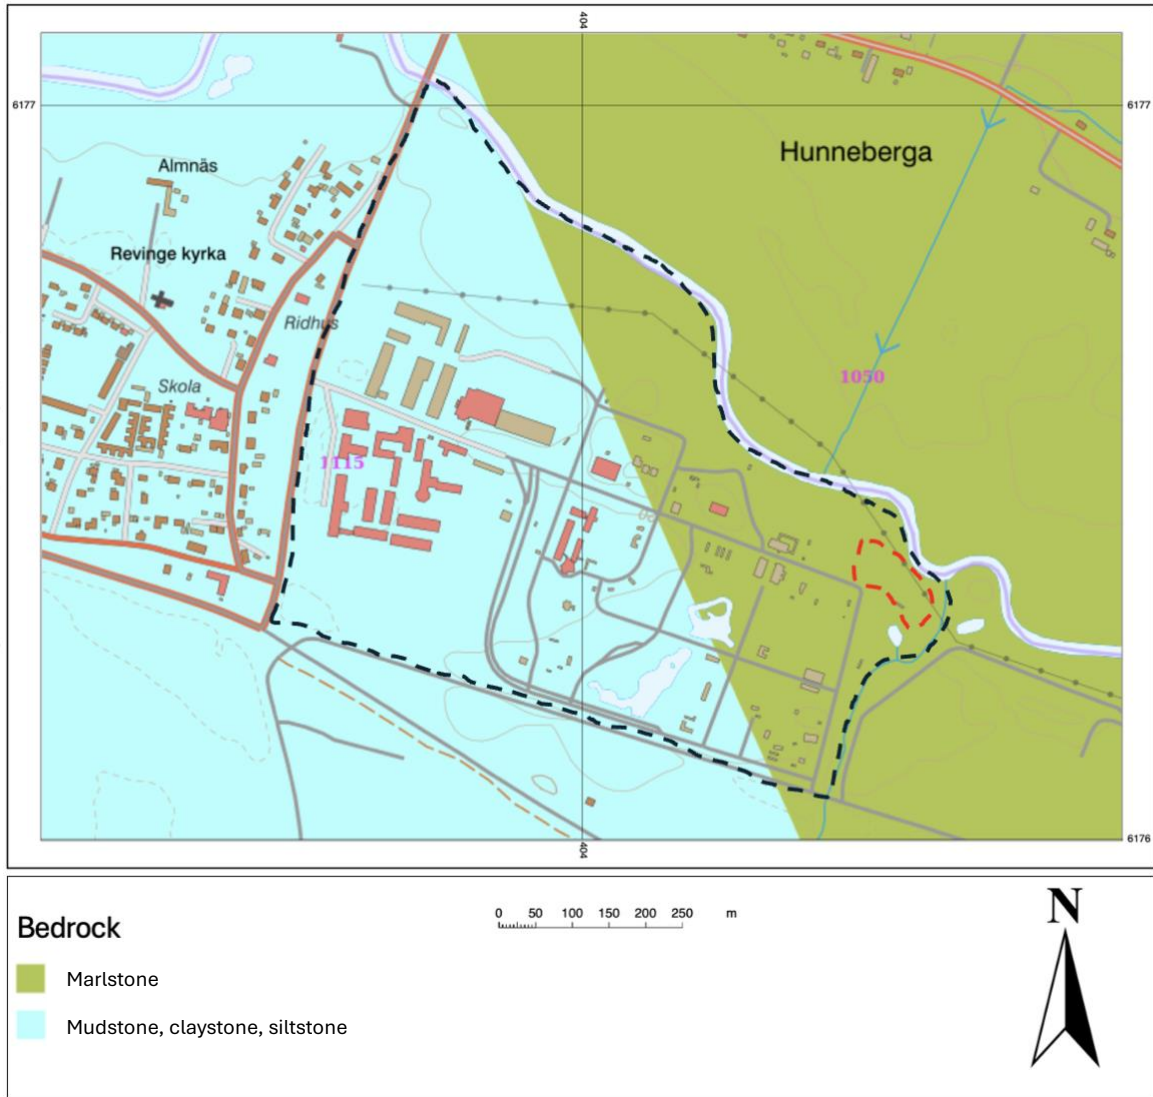 404
6177
6177
Hunneberga
Almnäs
Revinge kyrka
Ridhus
1050
Skola
1115
6176
404
Bedrock
0 50 100 150 200 250 m
N
Marlstone
Mudstone, claystone, siltstone